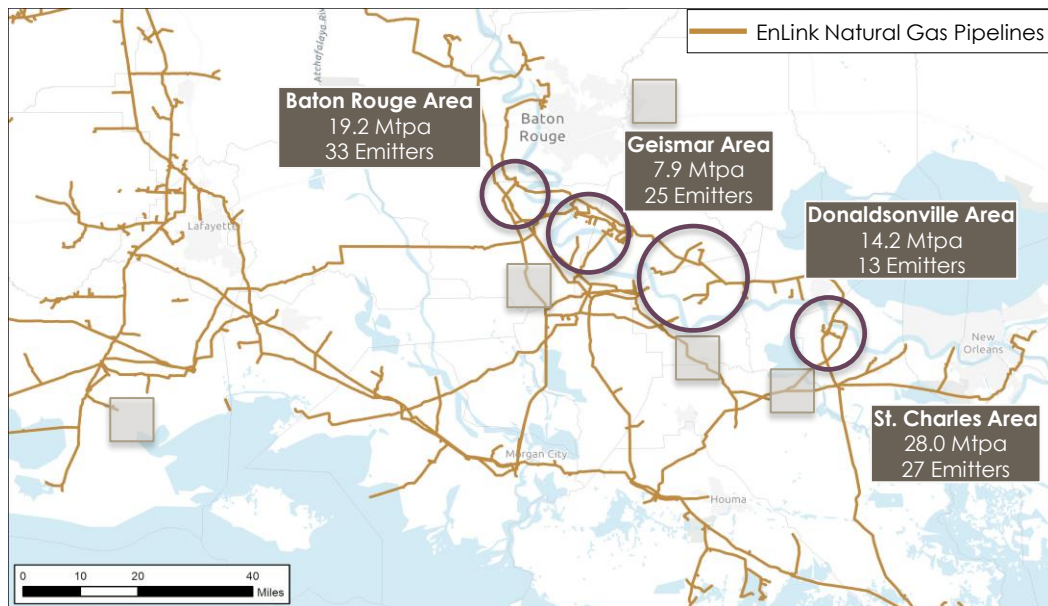 EnLink Natural Gas Pipelines
Atchafalaya Riv
Baton Rouge Area
19.2 Mtpa
33 Emitters
Baton
Rouge
Geismar Area
7.9 Mtpa
25 Emitters
Donaldsonville Area
14.2 Mtpa
13 Emitters
Lafayette
New
Orleans
St. Charles Area
28.0 Mtpa
27 Emitters
Morgan City
Houma
0 10 20 40
Miles